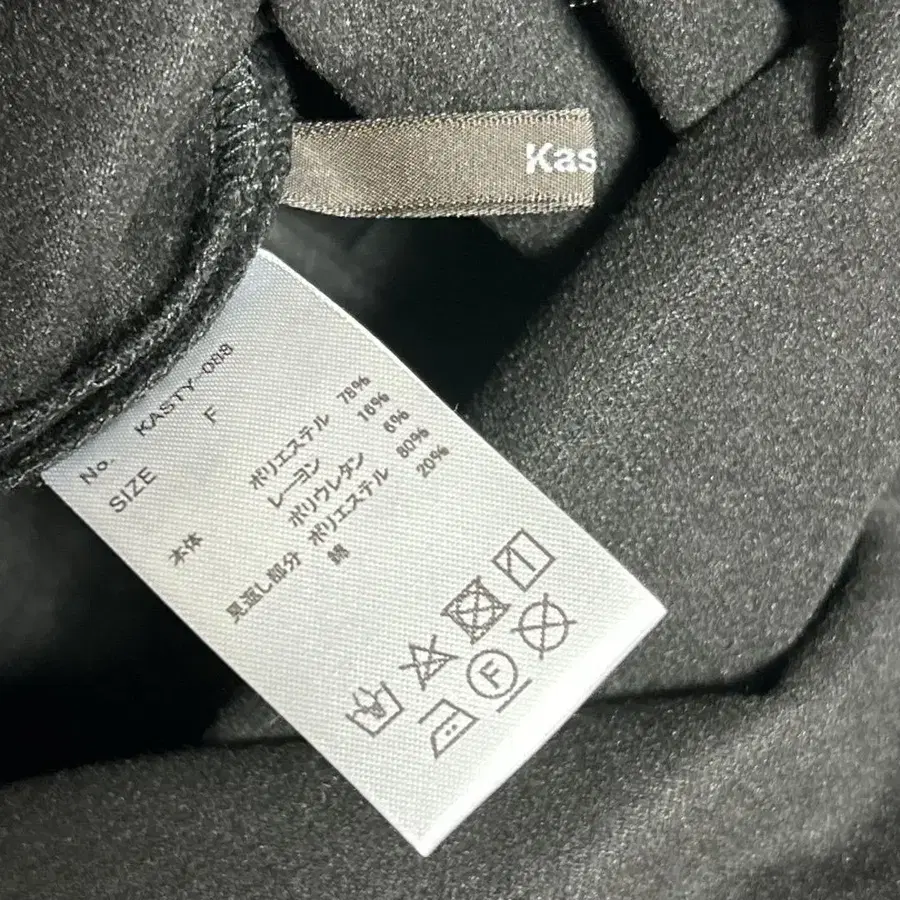 Kas
No. KASTY-088
SIZE F
本体 ポリエステル 78%
レーヨン 16%
ポリウレタン 6%
見返し部分 ポリエステル 80%
綿 20%
F